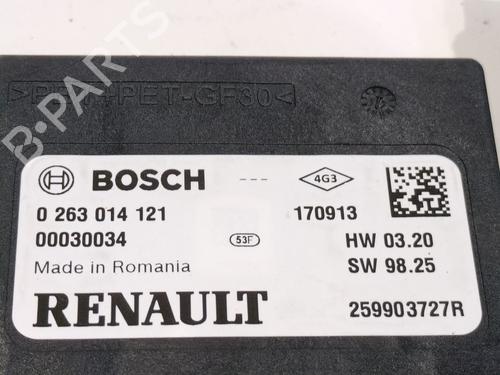 >PBT+PET-GF30<
B-PARTS
BOSCH --- 4G3
0 263 014 121 170913
00030034 53F HW 03.20
Made in Romania SW 98.25
RENAULT 259903727R